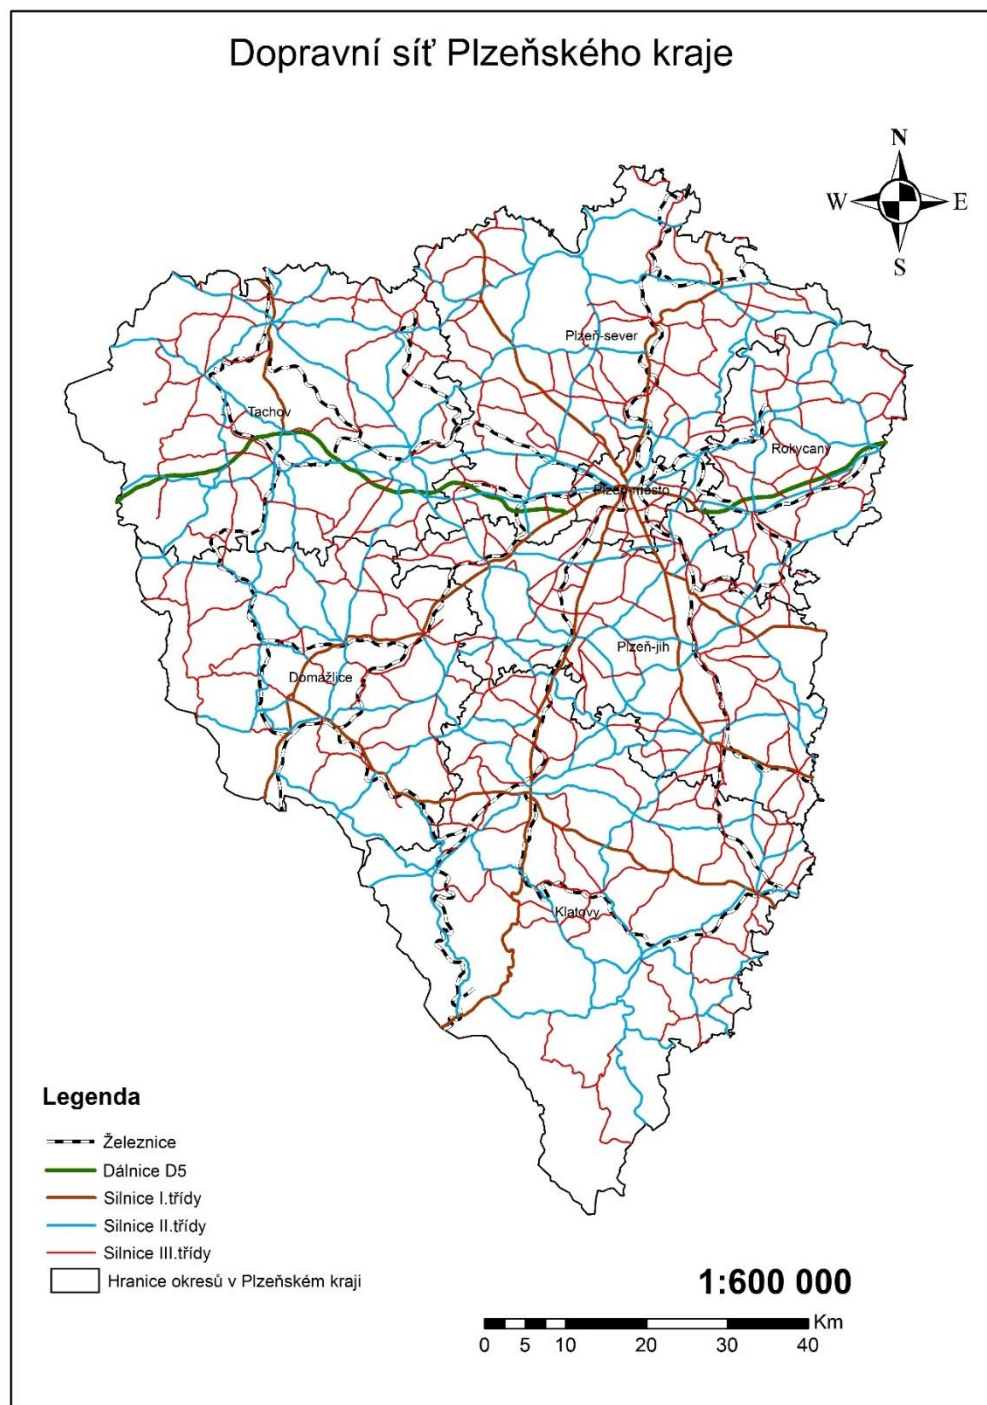 Dopravní síť Plzeňského kraje
N
W
E
S
Plzeň-sever
Tachov
Rokycany
Plzeň-město
Plzeň-jih
Domažlice
Klatovy
Legenda
Železnice
Dálnice D5
Silnice I.třídy
Silnice II.třídy
Silnice III.třídy
Hranice okresů v Plzeňském kraji
1:600 000
Km
0 5 10 20 30 40